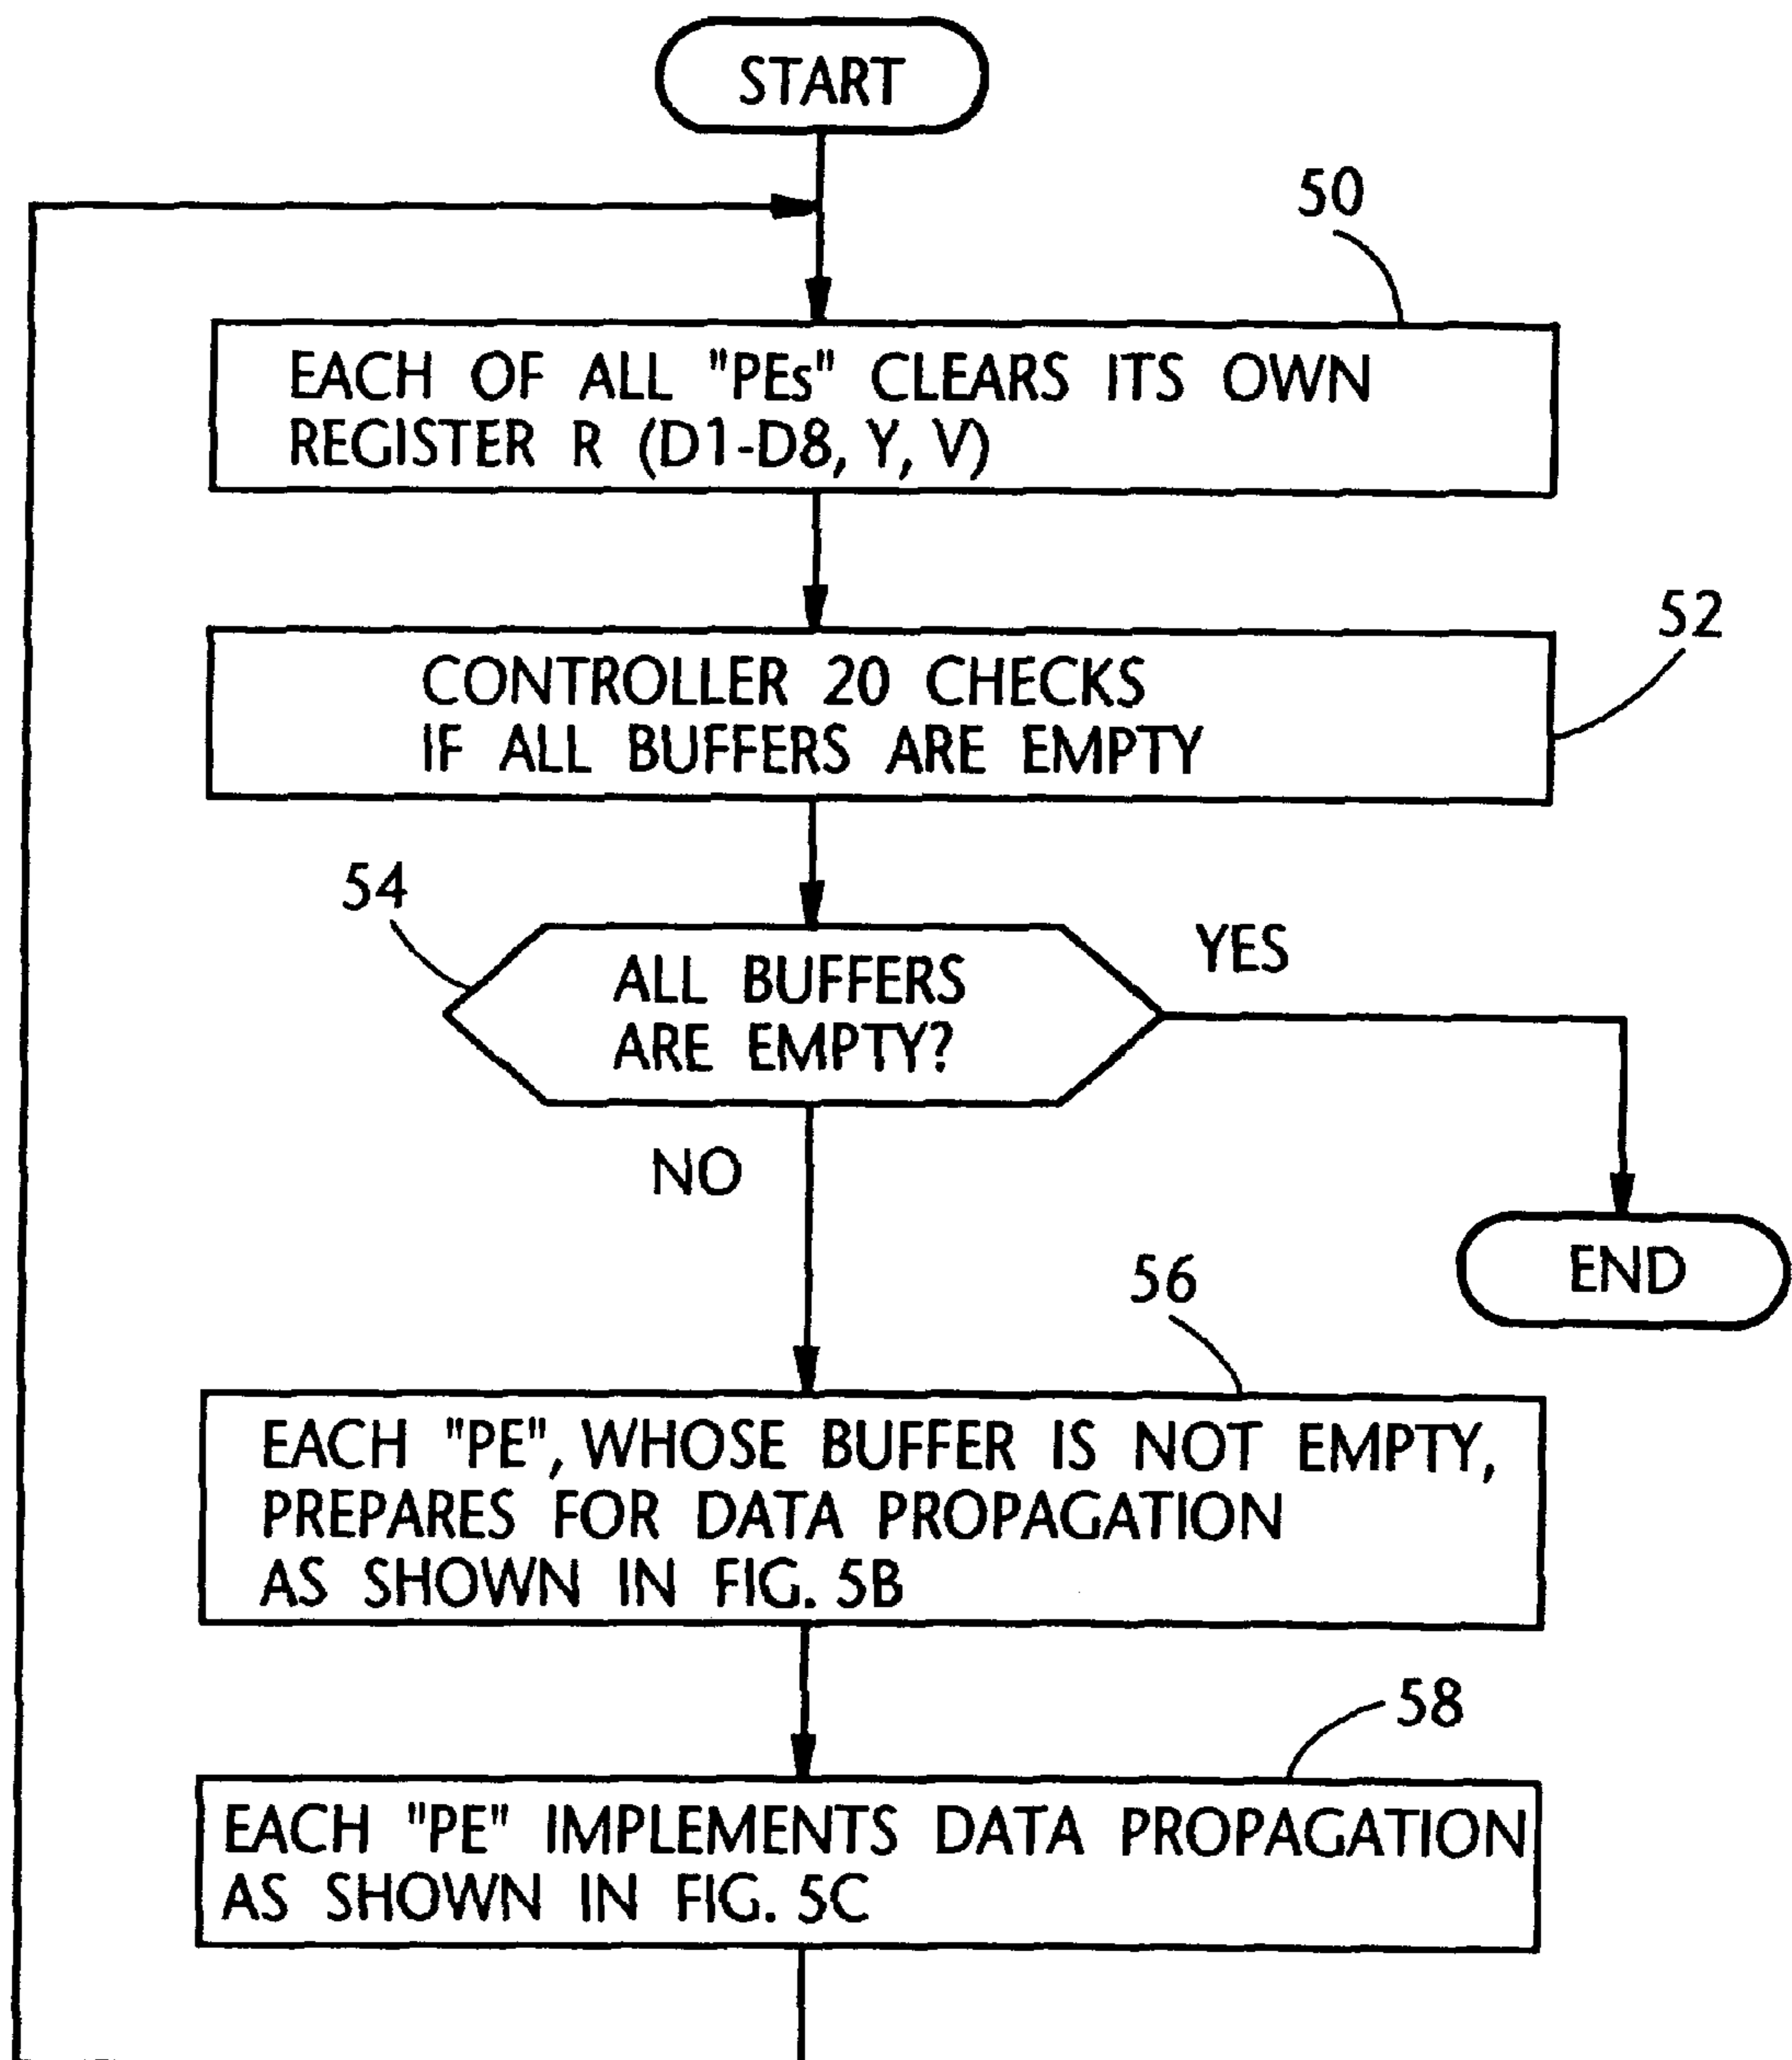 START
50
EACH OF ALL "PEs" CLEARS ITS OWN
REGISTER R (D1-D8, Y, V)
52
CONTROLLER 20 CHECKS
IF ALL BUFFERS ARE EMPTY
54
ALL BUFFERS
ARE EMPTY?
YES
NO
END
56
EACH "PE", WHOSE BUFFER IS NOT EMPTY,
PREPARES FOR DATA PROPAGATION
AS SHOWN IN FIG. 5B
58
EACH "PE" IMPLEMENTS DATA PROPAGATION
AS SHOWN IN FIG. 5C